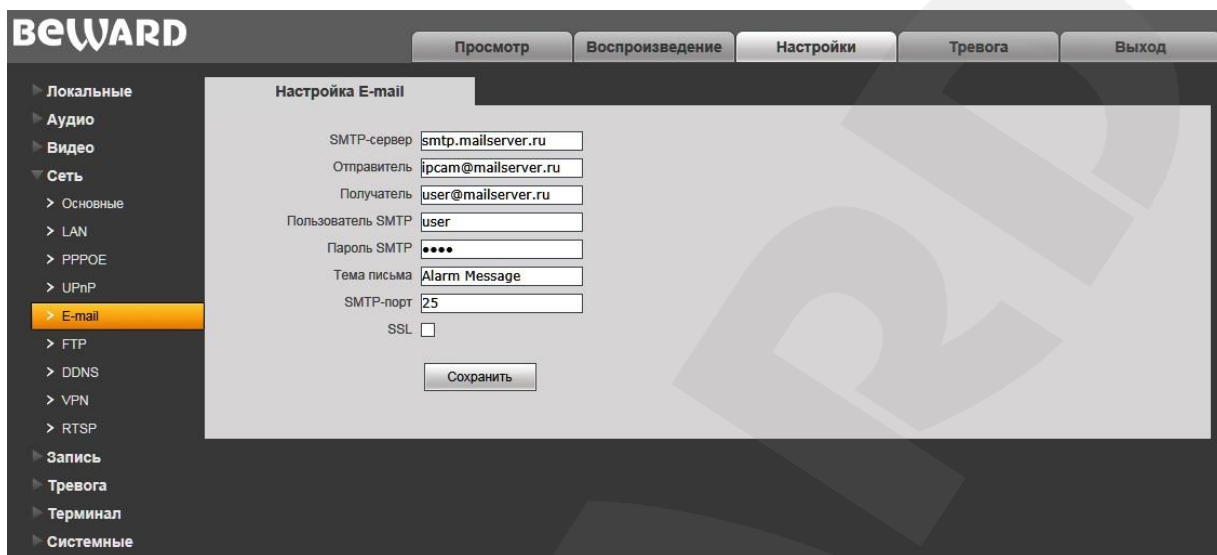 BEWARD
Просмотр Воспроизведение Настройки Тревога Выход
Локальные
Аудио
Видео
Сеть
> Основные
> LAN
> PPPOE
> UPnP
> E-mail
> FTP
> DDNS
> VPN
> RTSP
Запись
Тревога
Терминал
Системные
Настройка E-mail
SMTP-сервер smtp.mailserver.ru
Отправитель ipcam@mailserver.ru
Получатель user@mailserver.ru
Пользователь SMTP user
Пароль SMTP ••••
Тема письма Alarm Message
SMTP-порт 25
SSL
Сохранить